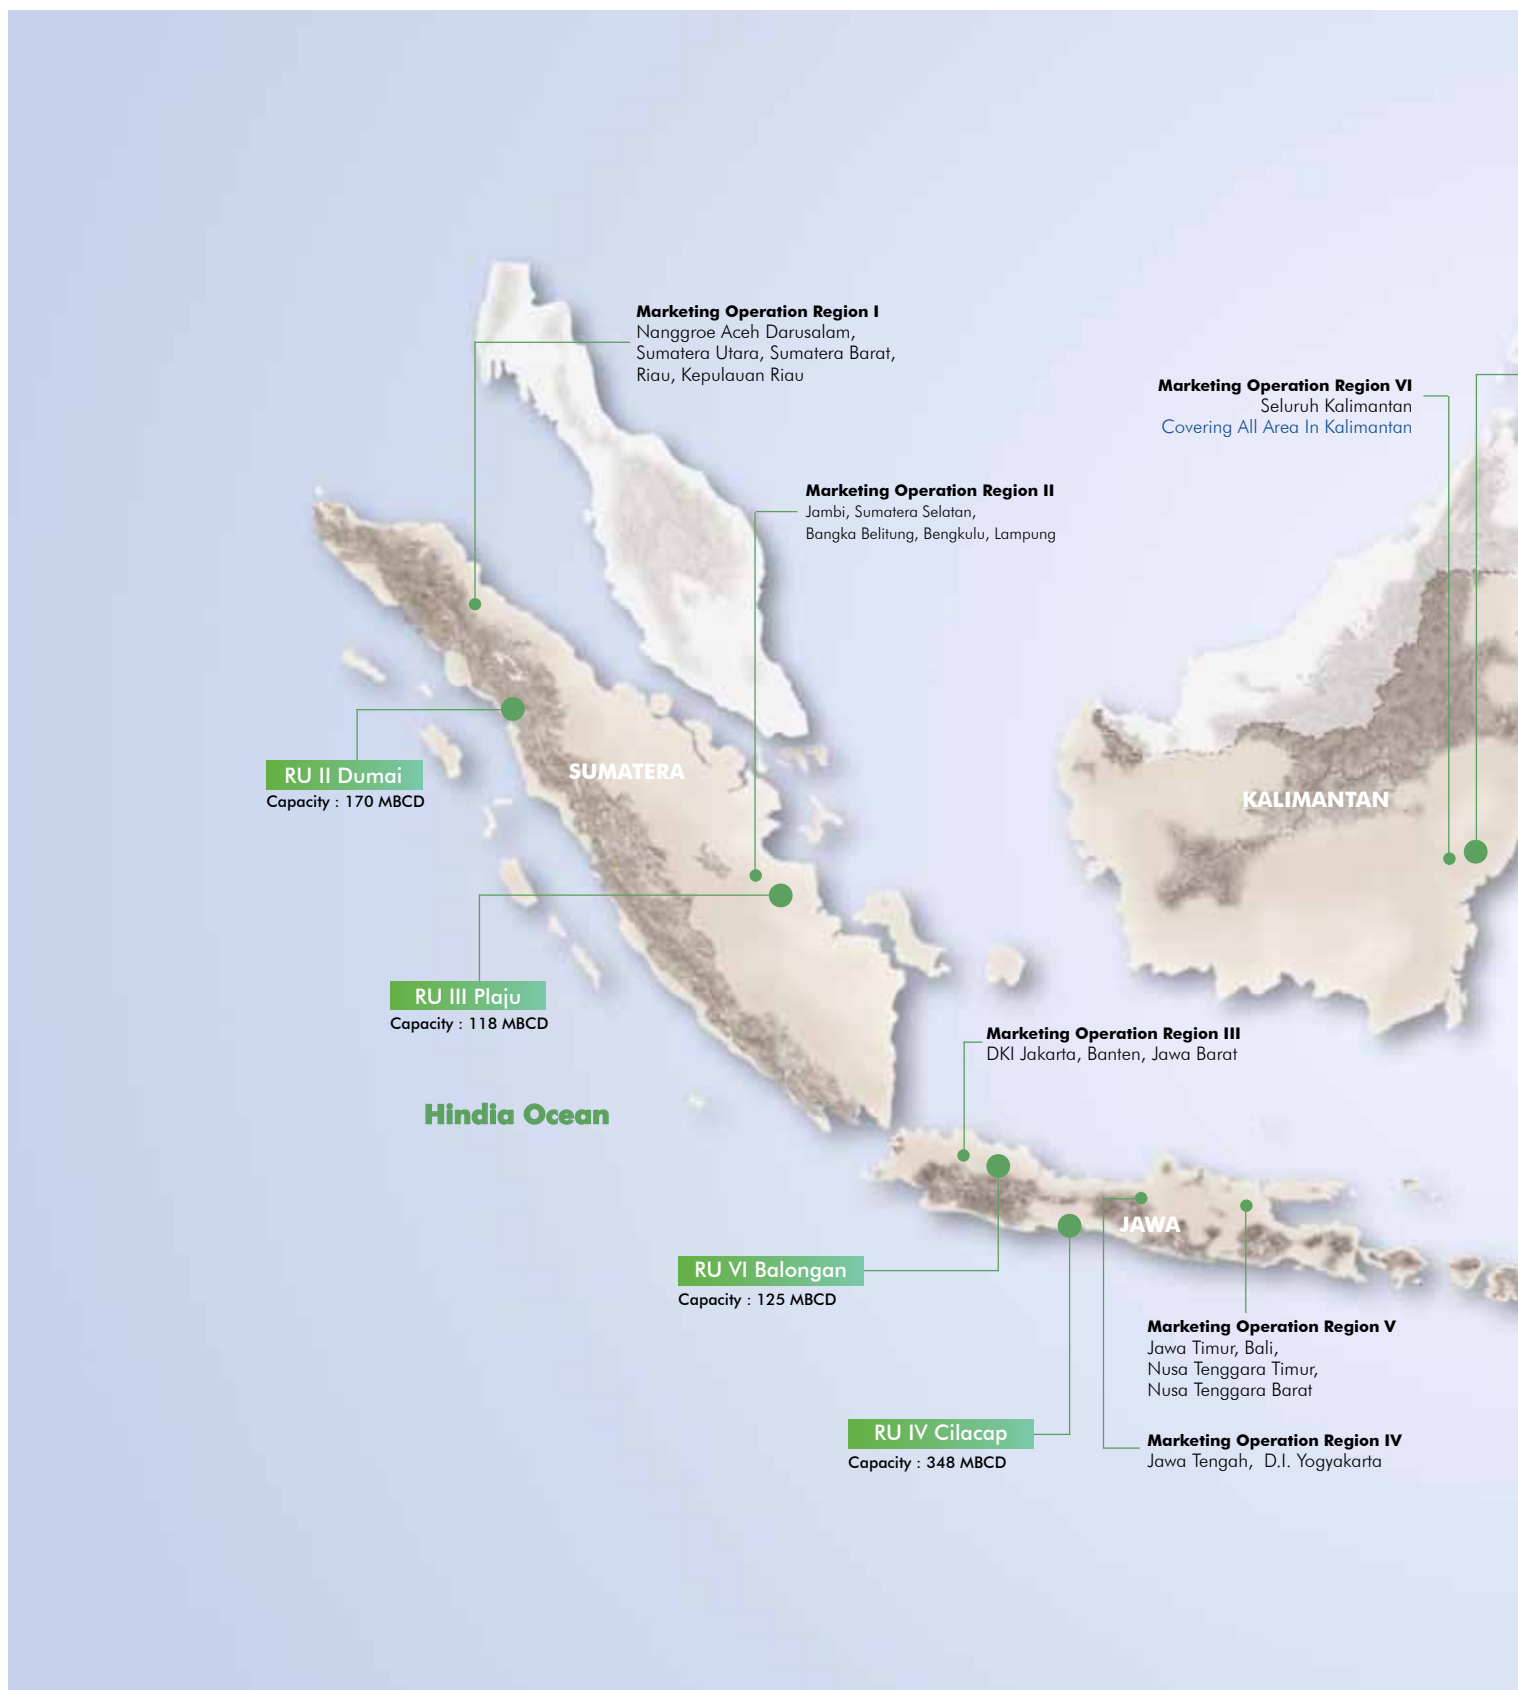 Marketing Operation Region I
Nanggroe Aceh Darusalam,
Sumatera Utara, Sumatera Barat,
Riau, Kepulauan Riau
Marketing Operation Region VI
Seluruh Kalimantan
Covering All Area In Kalimantan
Marketing Operation Region II
Jambi, Sumatera Selatan,
Bangka Belitung, Bengkulu, Lampung
RU II Dumai
Capacity : 170 MBCD
SUMATERA
KALIMANTAN
RU III Plaju
Capacity : 118 MBCD
Marketing Operation Region III
DKI Jakarta, Banten, Jawa Barat
Hindia Ocean
JAWA
RU VI Balongan
Capacity : 125 MBCD
Marketing Operation Region V
Jawa Timur, Bali,
Nusa Tenggara Timur,
Nusa Tenggara Barat
RU IV Cilacap
Capacity : 348 MBCD
Marketing Operation Region IV
Jawa Tengah, D.I. Yogyakarta